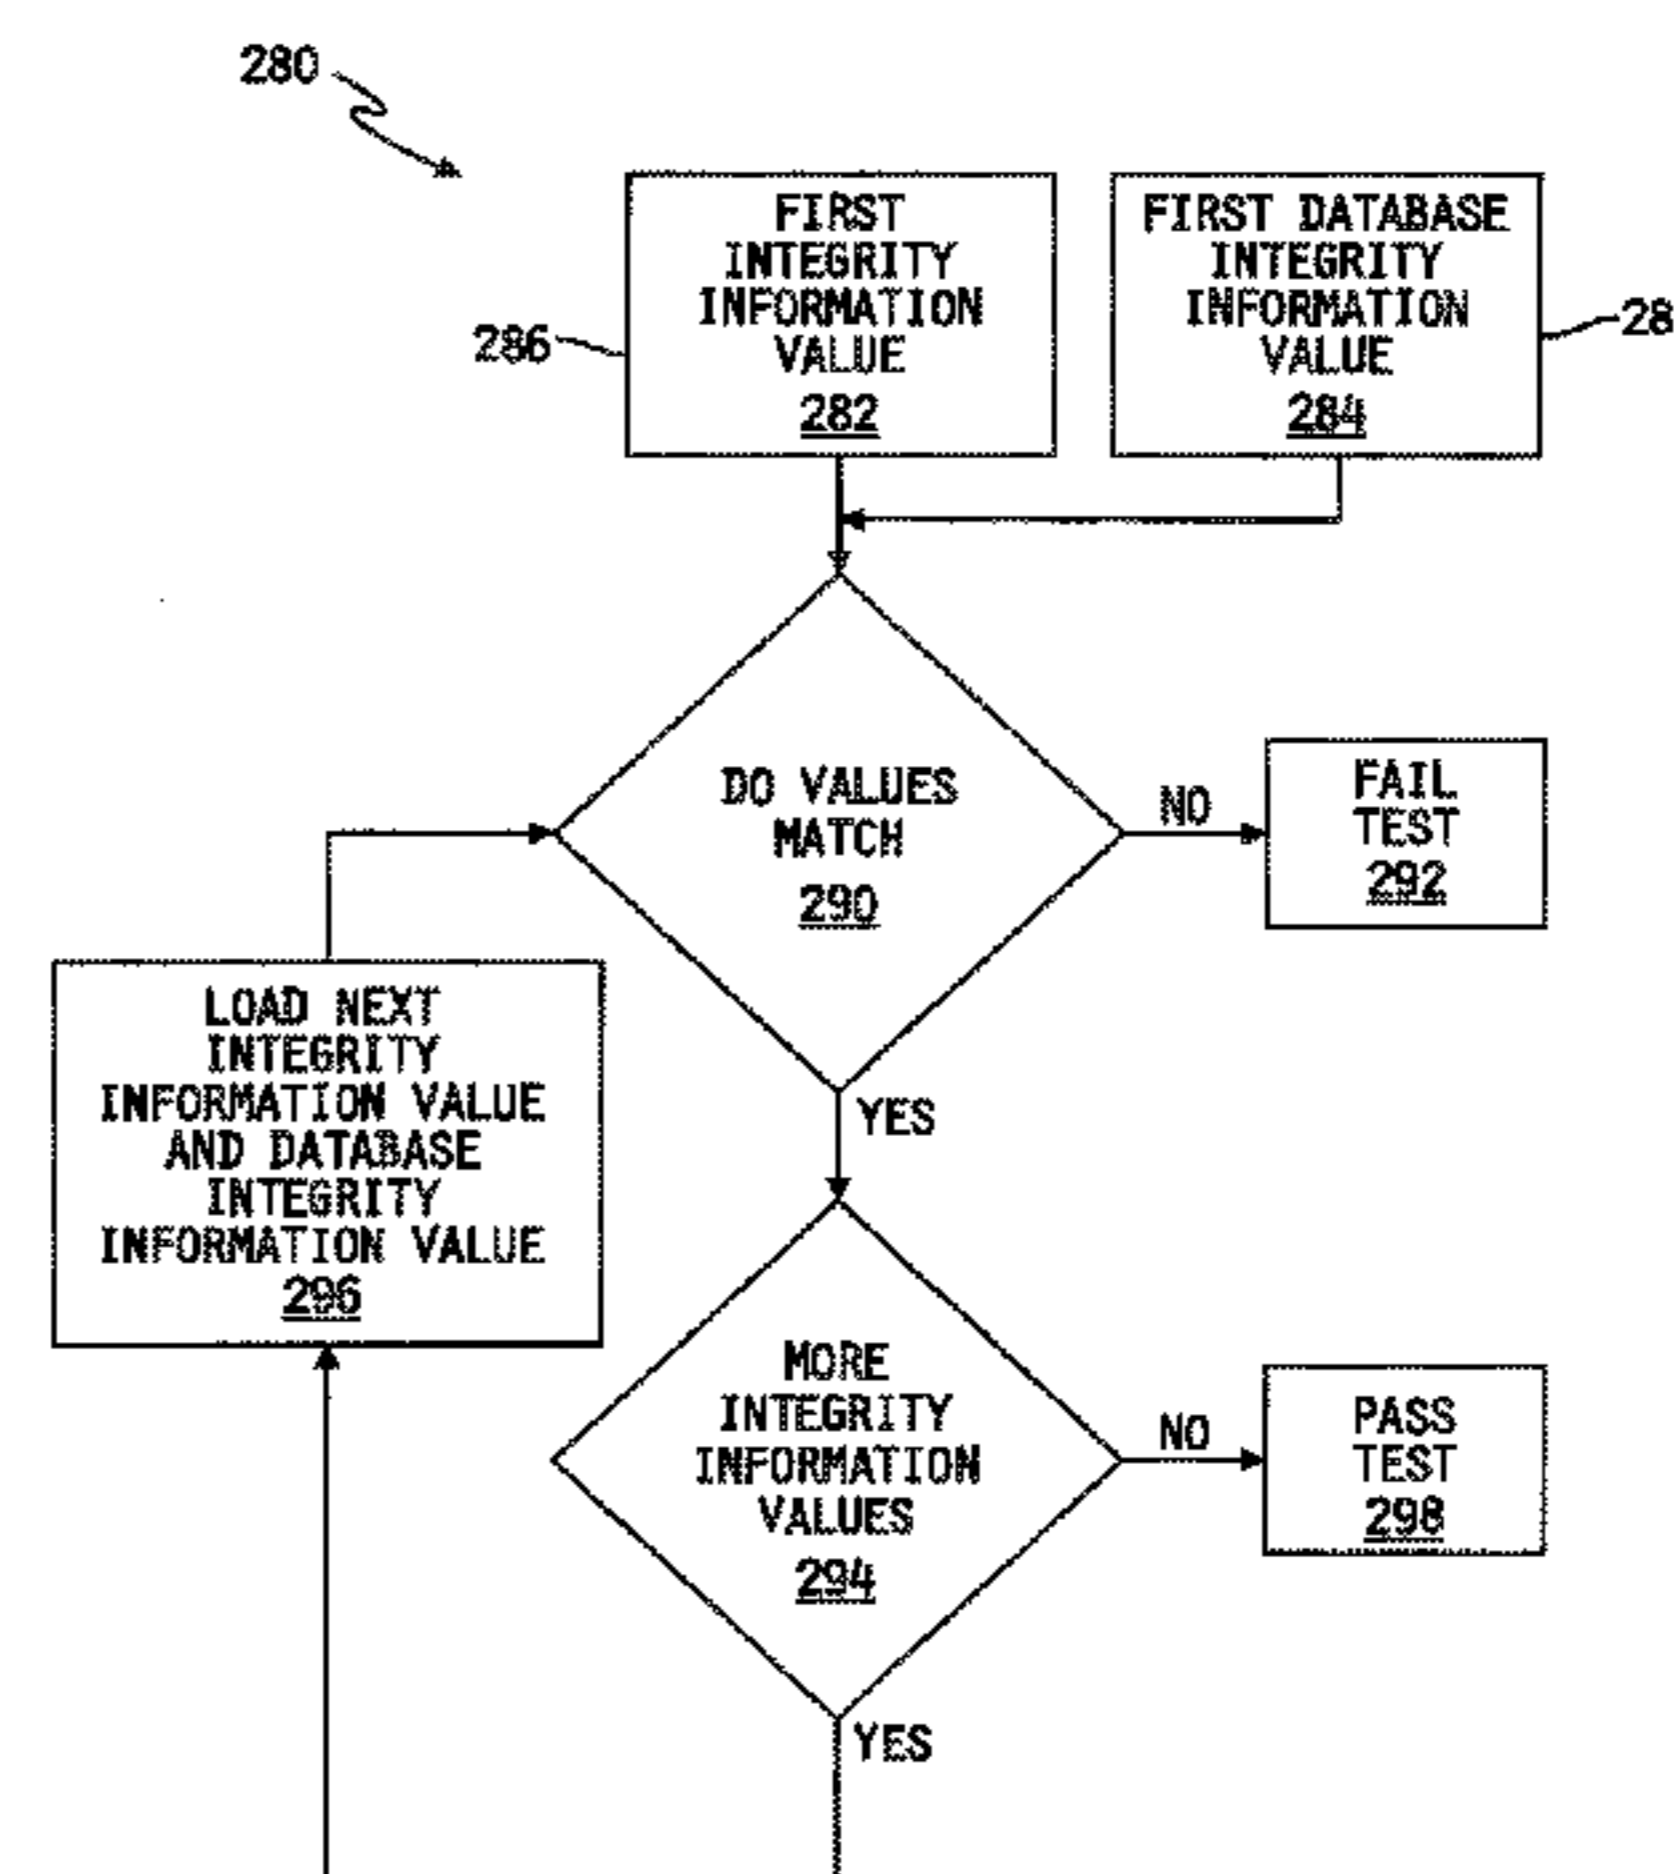 280
FIRST
INTEGRITY
INFORMATION
VALUE
282
FIRST DATABASE
INTEGRITY
INFORMATION
VALUE
284
286
28
DO VALUES
MATCH
290
NO
FAIL
TEST
292
YES
LOAD NEXT
INTEGRITY
INFORMATION VALUE
AND DATABASE
INTEGRITY
INFORMATION VALUE
296
MORE
INTEGRITY
INFORMATION
VALUES
294
NO
PASS
TEST
298
YES